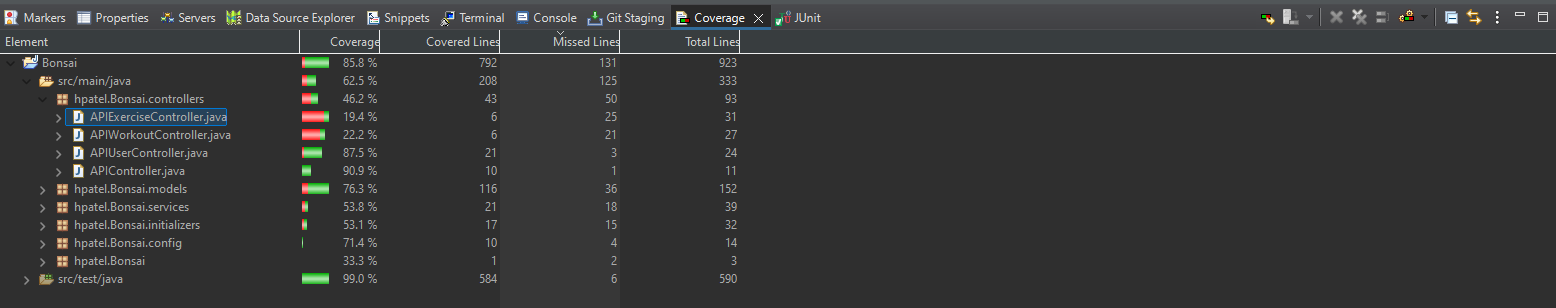 Markers Properties Servers Data Source Explorer Snippets Terminal Console Git Staging Coverage JUnit
Element Coverage Covered Lines Missed Lines Total Lines
Bonsai 85.8 % 792 131 923
src/main/java 62.5 % 208 125 333
hpatel.Bonsai.controllers 46.2 % 43 50 93
APIExerciseController.java 19.4 % 6 25 31
APIWorkoutController.java 22.2 % 6 21 27
APIUserController.java 87.5 % 21 3 24
APIController.java 90.9 % 10 1 11
hpatel.Bonsai.models 76.3 % 116 36 152
hpatel.Bonsai.services 53.8 % 21 18 39
hpatel.Bonsai.initializers 53.1 % 17 15 32
hpatel.Bonsai.config 71.4 % 10 4 14
hpatel.Bonsai 33.3 % 1 2 3
src/test/java 99.0 % 584 6 590